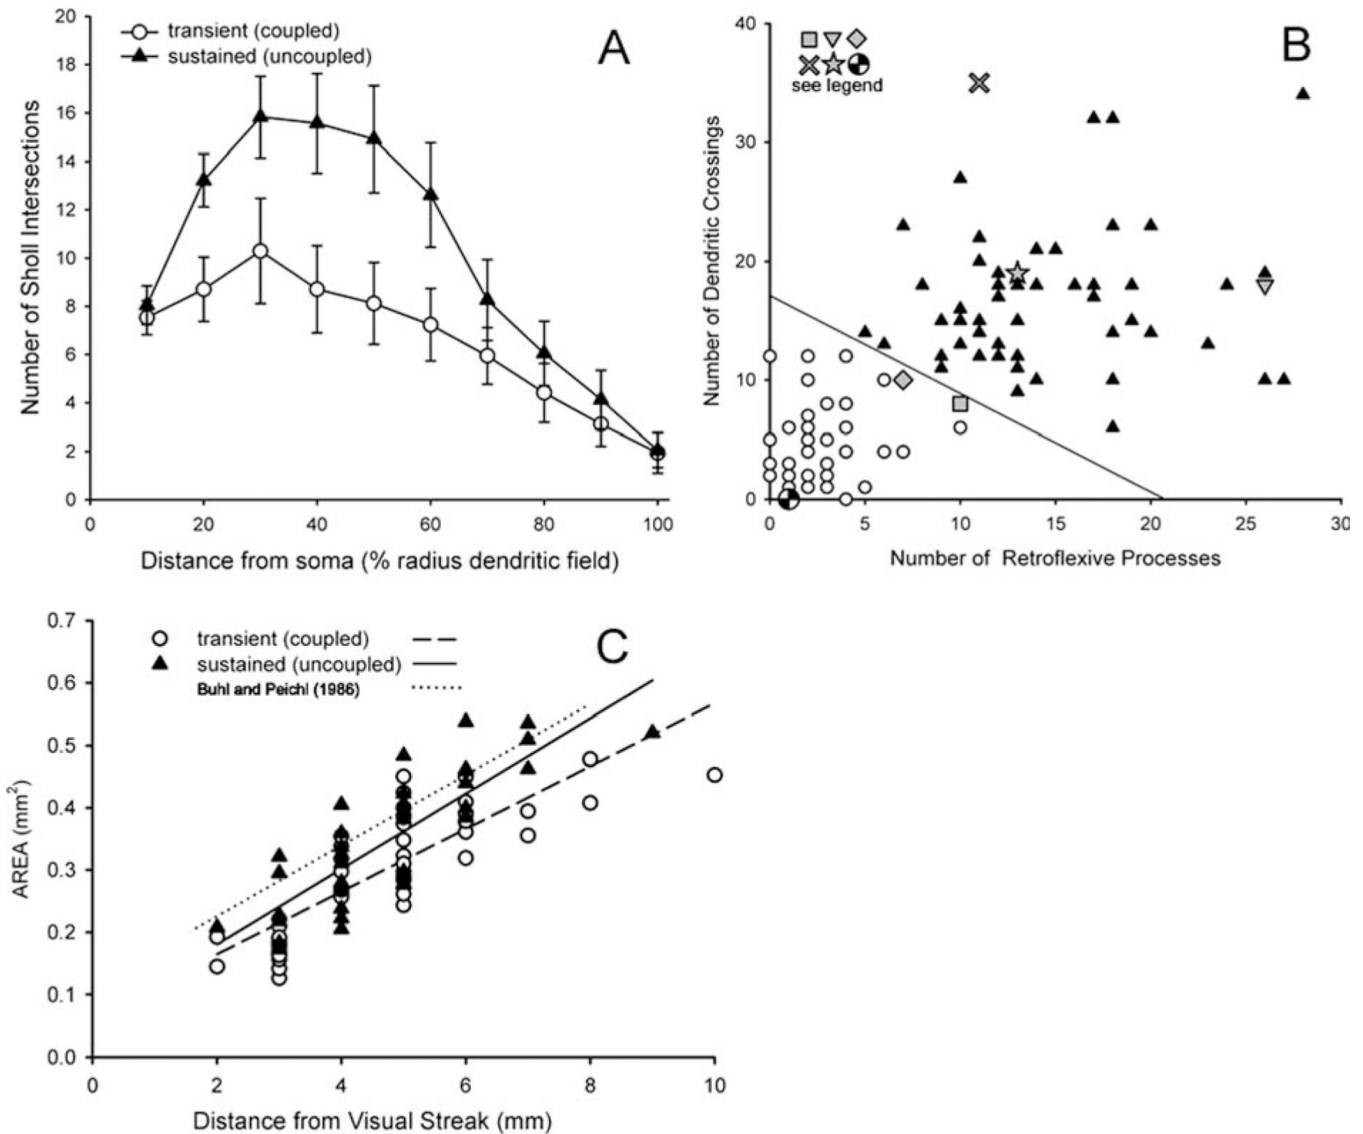 A
transient (coupled)
sustained (uncoupled)
20
18
16
14
12
10
8
6
4
2
0
Number of Sholl Intersections
0 20 40 60 80 100
Distance from soma (% radius dendritic field)
B
see legend
40
30
20
10
0
Number of Dendritic Crossings
0 5 10 15 20 25 30
Number of Retroflexive Processes
C
transient (coupled)
sustained (uncoupled)
Buhl and Peichl (1986)
0.7
0.6
0.5
0.4
0.3
0.2
0.1
0.0
AREA (mm²)
0 2 4 6 8 10
Distance from Visual Streak (mm)